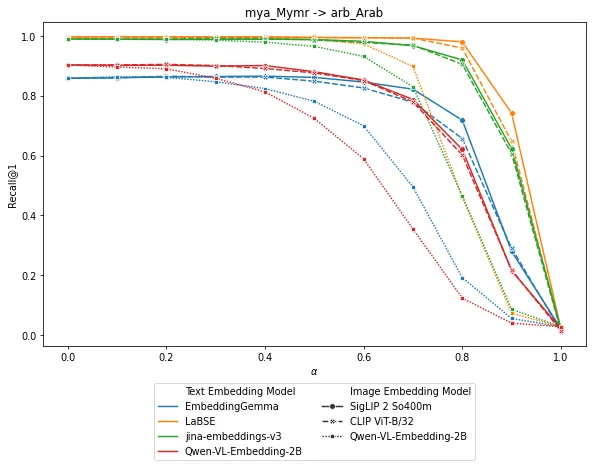 mya_Mymr -> arb_Arab
1.0
0.8
0.6
0.4
0.2
0.0
Recall@1
0.0 0.2 0.4 0.6 0.8 1.0
α
Text Embedding Model Image Embedding Model
EmbeddingGemma SigLIP 2 So400m
LaBSE CLIP ViT-B/32
jina-embeddings-v3 Qwen-VL-Embedding-2B
Qwen-VL-Embedding-2B